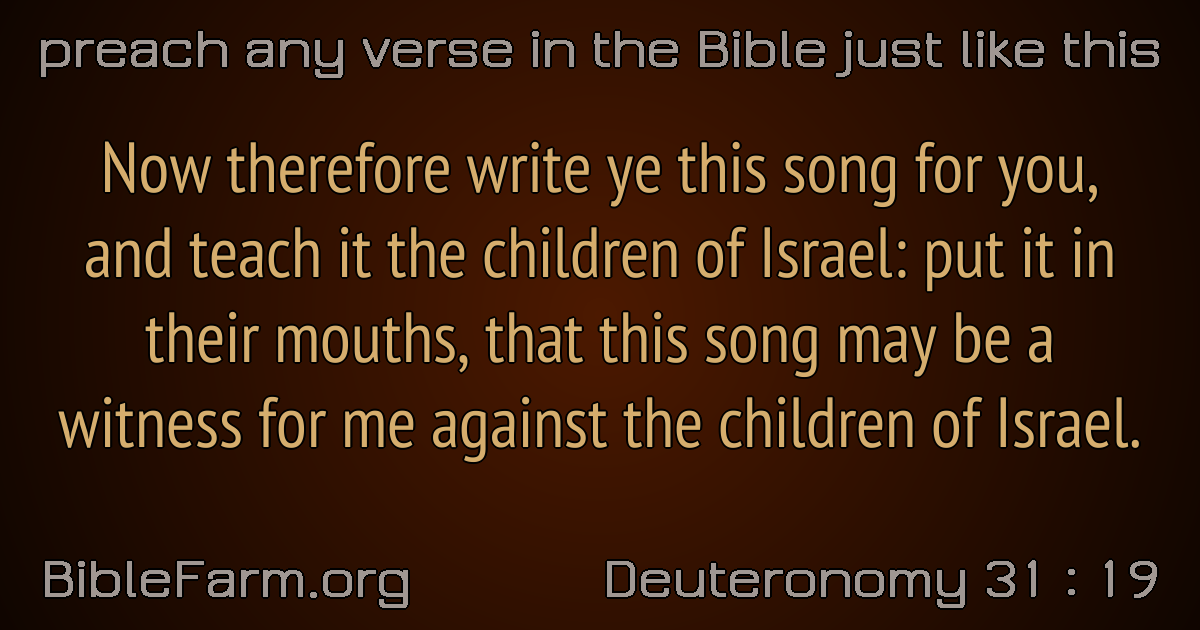 preach any verse in the Bible just like this
Now therefore write ye this song for you,
and teach it the children of Israel: put it in
their mouths, that this song may be a
witness for me against the children of Israel.
BibleFarm.org
Deuteronomy 31 : 19